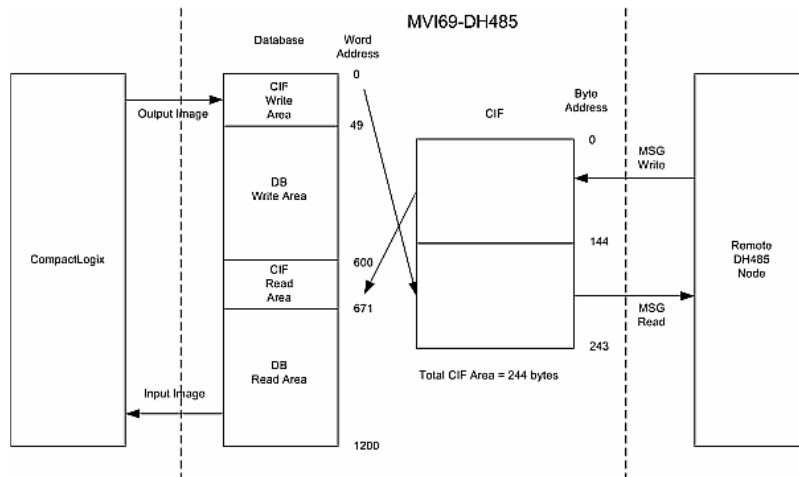 MVI69-DH485
Database
Word
Address
0
CIF
Write
Area
Output Image
49
Byte
Address
CIF
0
MSG
Write
DB
Write Area
CompactLogix
144
Remote
DH485
Node
600
CIF
Read
Area
671
MSG
Read
243
DB
Read Area
Total CIF Area = 244 bytes
Input Image
1200